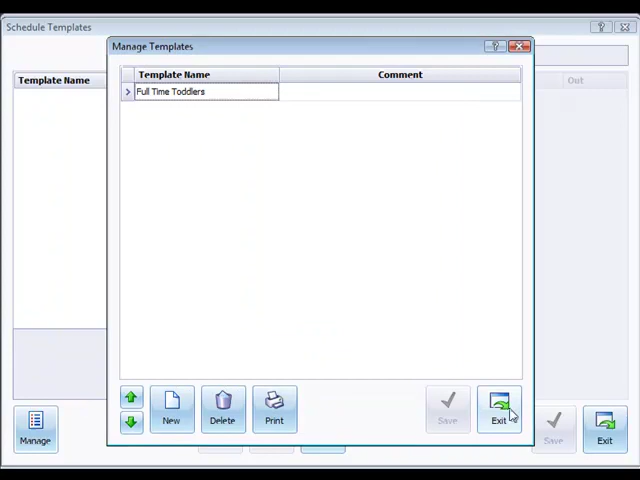 Schedule Templates
Manage Templates
Template Name
Template Name
Comment
Out
Full Time Toddlers
Manage
New
Delete
Print
Save
Exit
Save
Exit